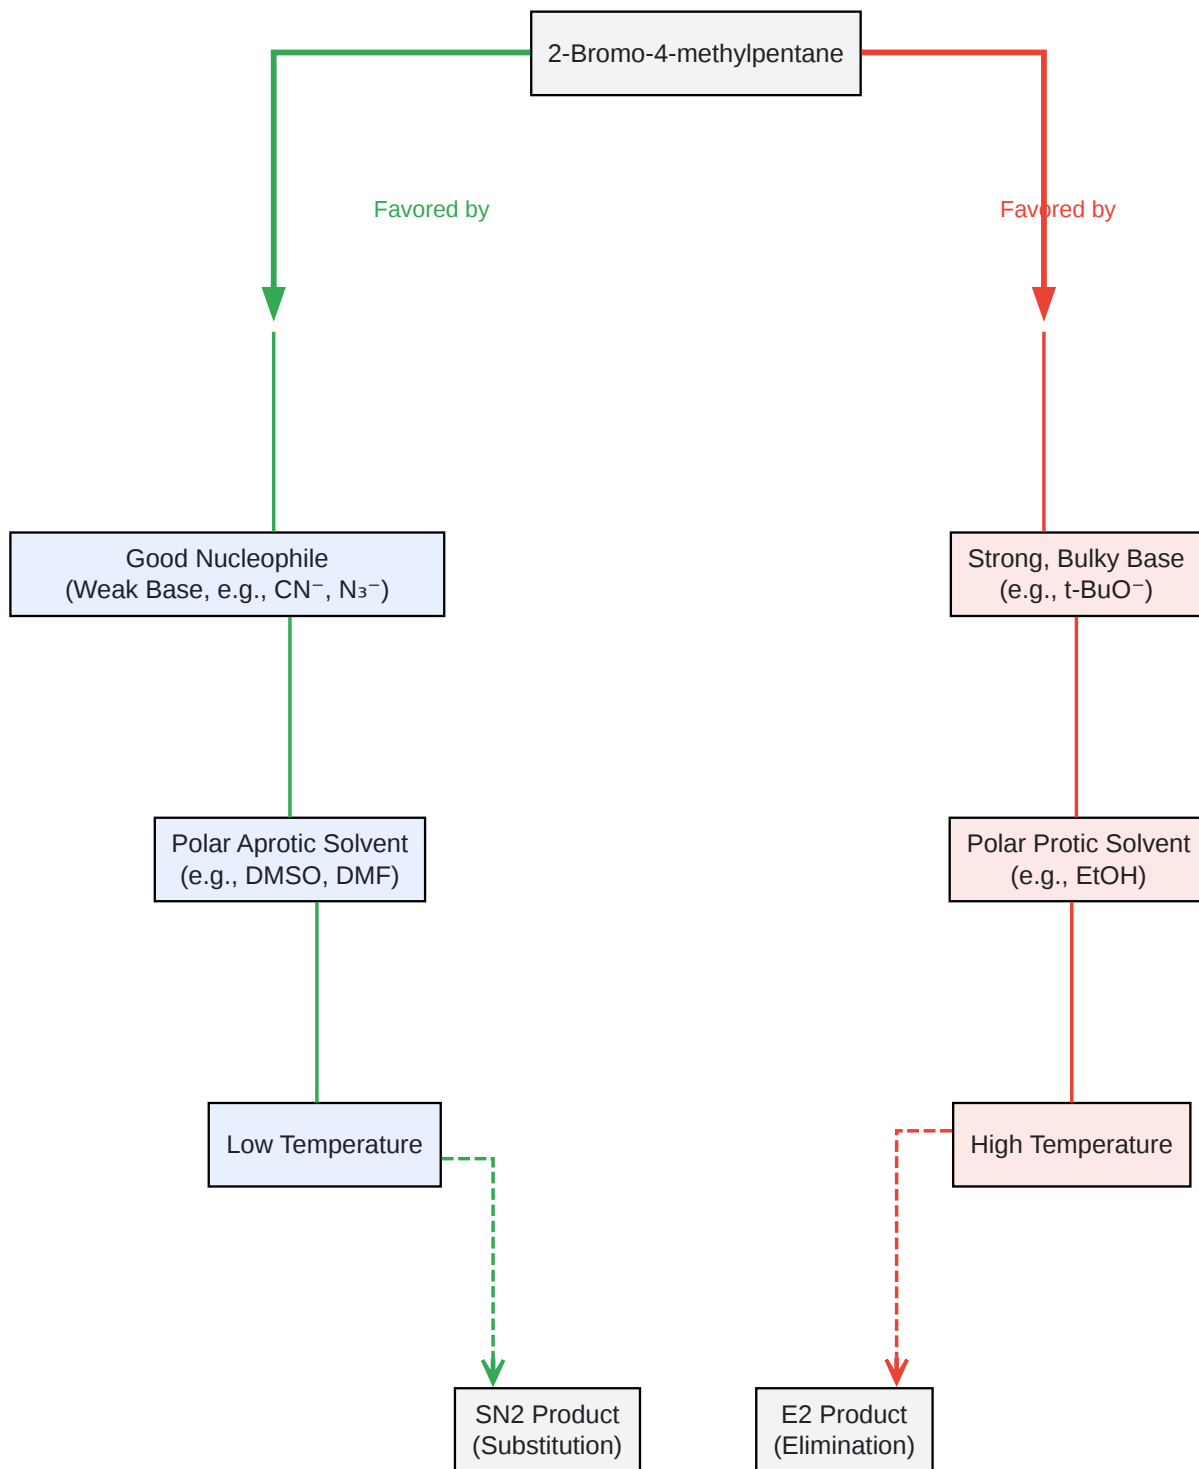 2-Bromo-4-methylpentane
Favored by
Favored by
Good Nucleophile
(Weak Base, e.g., CN⁻, N₃⁻)
Strong, Bulky Base
(e.g., t-BuO⁻)
Polar Aprotic Solvent
(e.g., DMSO, DMF)
Polar Protic Solvent
(e.g., EtOH)
Low Temperature
High Temperature
SN2 Product
(Substitution)
E2 Product
(Elimination)